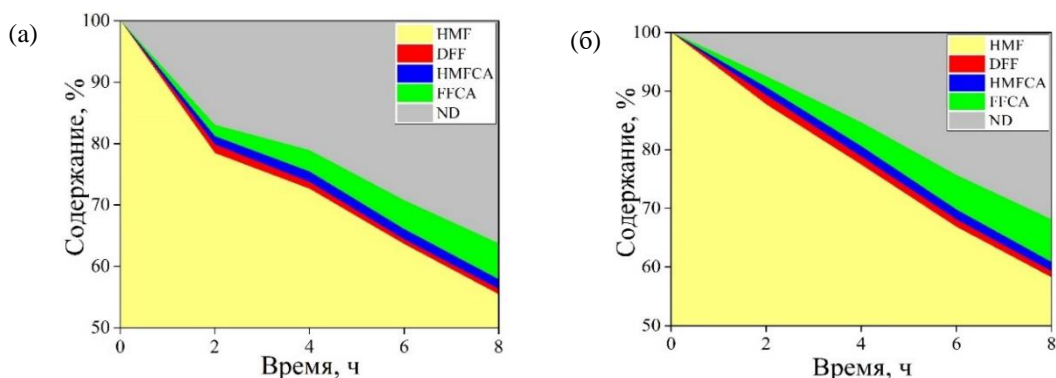 (а)
100
90
80
70
60
50
0
2
4
6
8
Содержание, %
Время, ч
HMF
DFF
HMFCA
FFCA
ND
(б)
100
90
80
70
60
50
0
2
4
6
8
Содержание, %
Время, ч
HMF
DFF
HMFCA
FFCA
ND